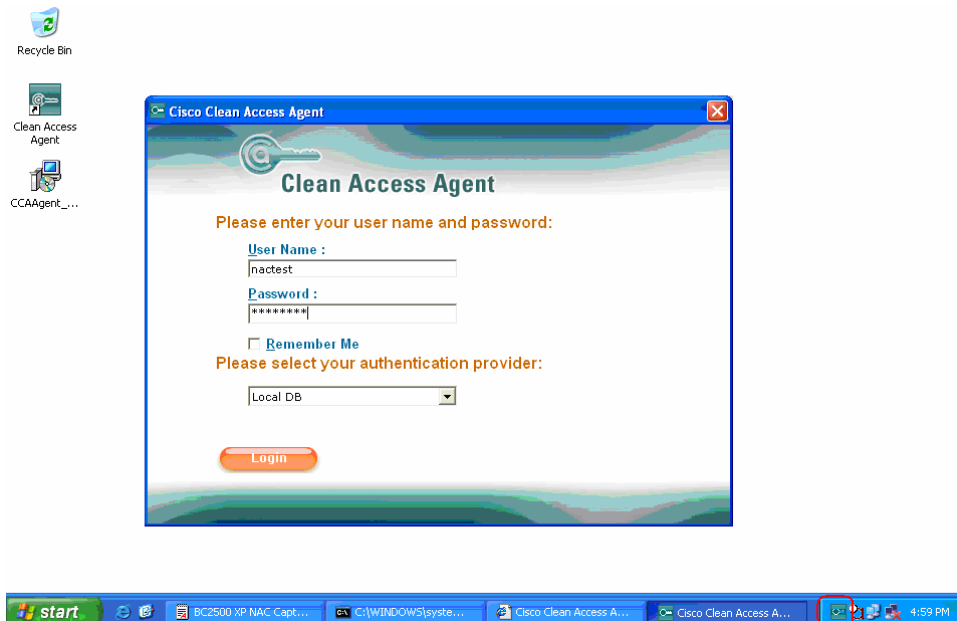 Recycle Bin
Clean Access
Agent
CCAAgent_...
Cisco Clean Access Agent
Clean Access Agent
Please enter your user name and password:
User Name :
nactest
Password :
********
Remember Me
Please select your authentication provider:
Local DB
Login
start
BC2500 XP NAC Capt...
C:\WINDOWS\syste...
Cisco Clean Access A...
Cisco Clean Access A...
4:59 PM